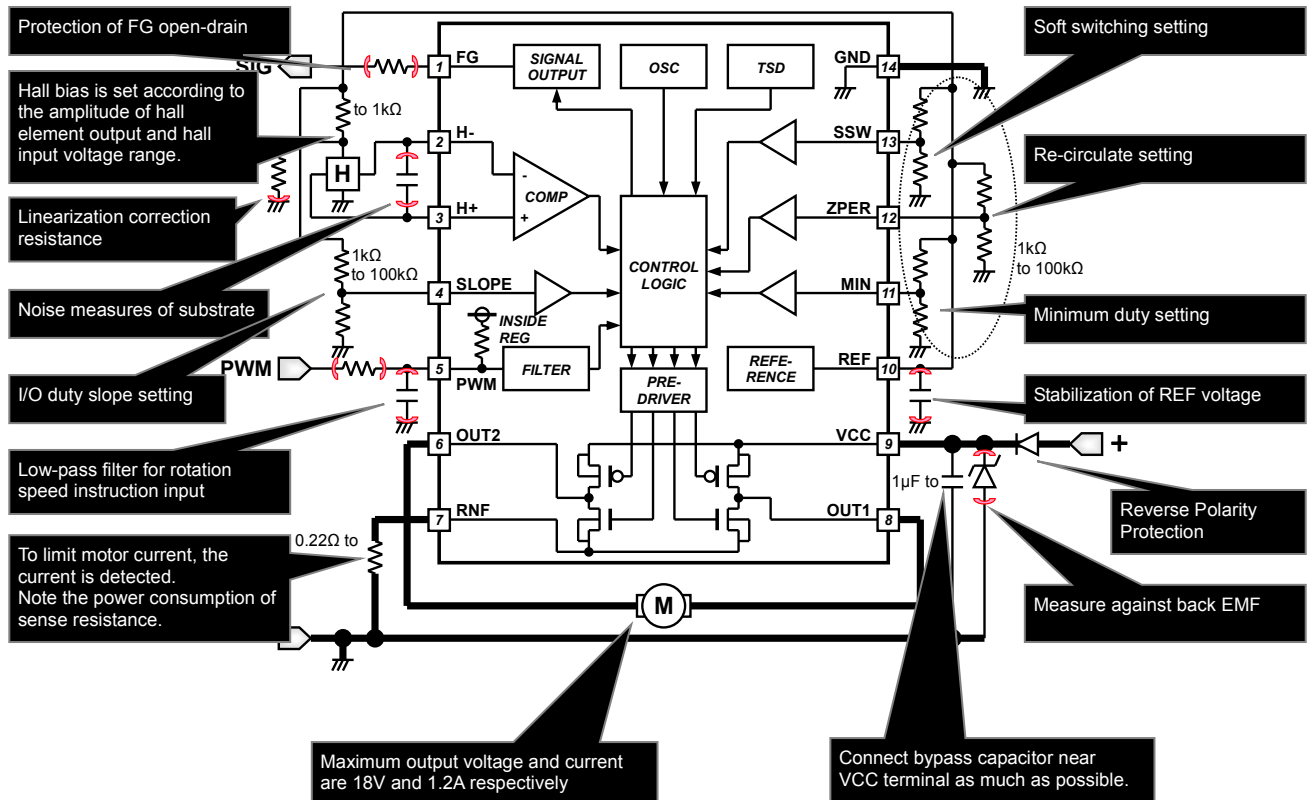 Protection of FG open-drain
SIG
Hall bias is set according to
the amplitude of hall
element output and hall
input voltage range.
to 1kΩ
H
Linearization correction
resistance
1kΩ
to 100kΩ
Noise measures of substrate
I/O duty slope setting
PWM
Low-pass filter for rotation
speed instruction input
To limit motor current, the
current is detected.
Note the power consumption of
sense resistance.
0.22Ω to
1
FG
2
H-
3
H+
4
SLOPE
5
PWM
6
OUT2
7
RNF
SIGNAL
OUTPUT
OSC
TSD
-
COMP
+
CONTROL
LOGIC
INSIDE
REG
FILTER
PRE-
DRIVER
REFE-
RENCE
GND
14
SSW
13
ZPER
12
MIN
11
REF
10
VCC
9
OUT1
8
M
Soft switching setting
Re-circulate setting
1kΩ
to 100kΩ
Minimum duty setting
Stabilization of REF voltage
+
1µF to
Reverse Polarity
Protection
Measure against back EMF
Maximum output voltage and current
are 18V and 1.2A respectively
Connect bypass capacitor near
VCC terminal as much as possible.